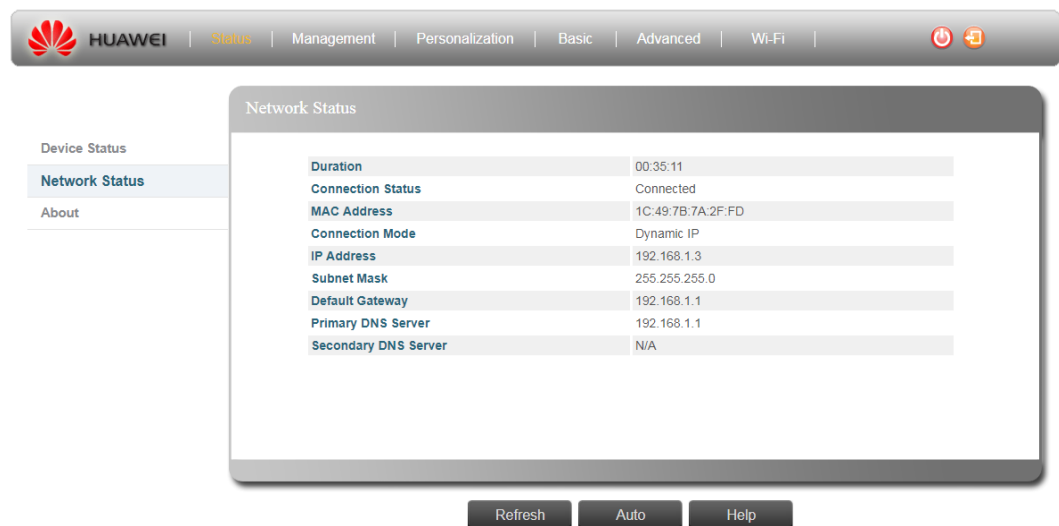 HUAWEI | Status | Management | Personalization | Basic | Advanced | Wi-Fi |
Network Status
Device Status
Network Status
About
Duration 00:35:11
Connection Status Connected
MAC Address 1C:49:7B:7A:2F:FD
Connection Mode Dynamic IP
IP Address 192.168.1.3
Subnet Mask 255.255.255.0
Default Gateway 192.168.1.1
Primary DNS Server 192.168.1.1
Secondary DNS Server N/A
Refresh Auto Help